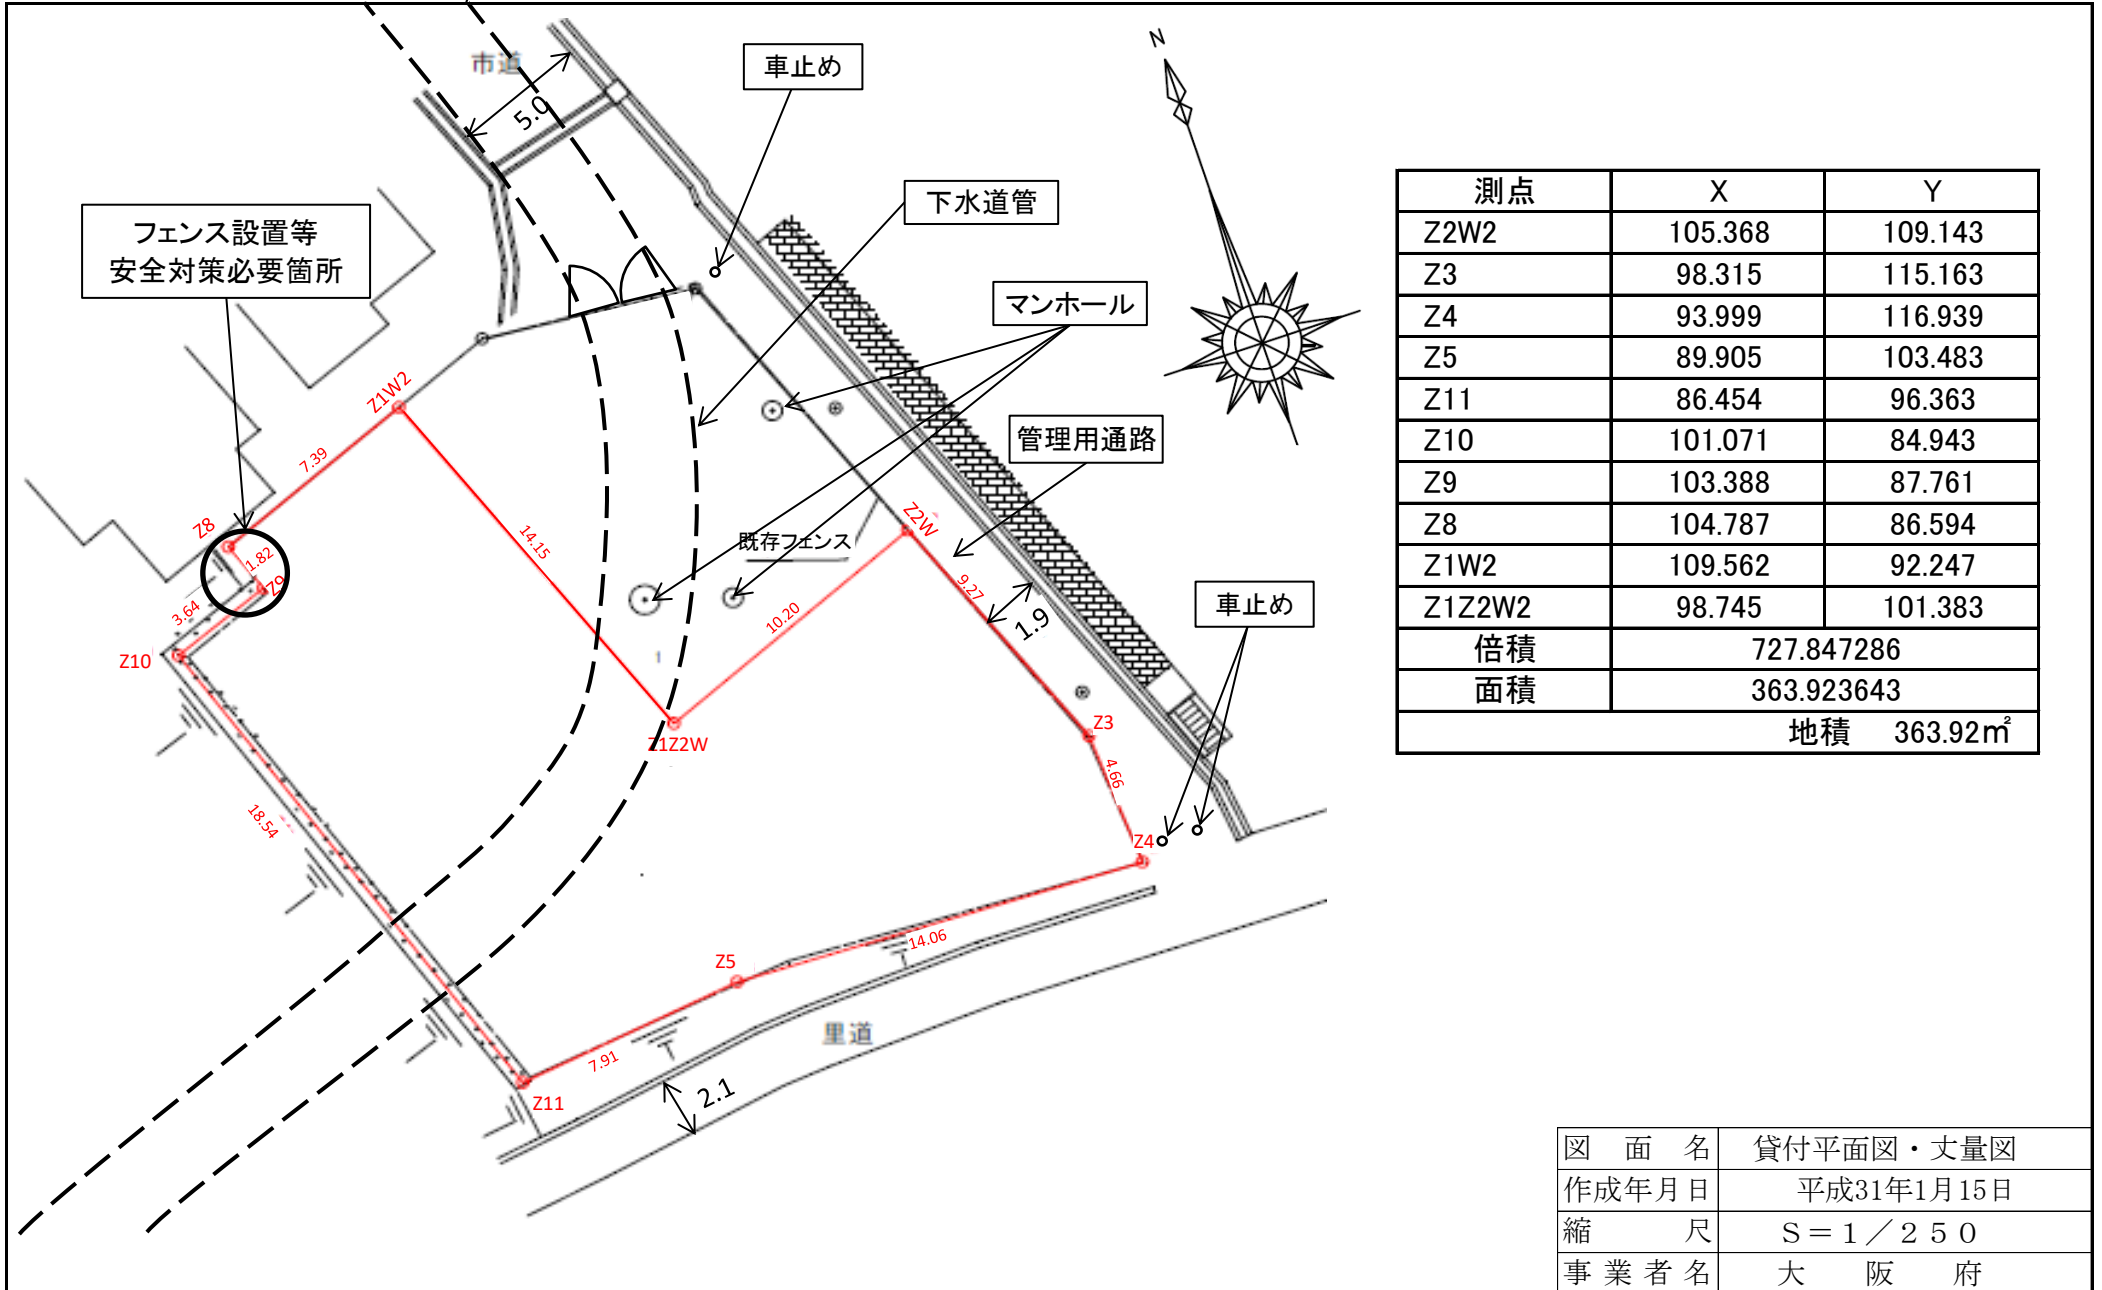 市道
5.0
車止め
N
下水道管
フェンス設置等
安全対策必要箇所
マンホール
管理用通路
Z1W2
7.39
Z8
1.82
Z9
3.64
Z10
14.15
既存フェンス
Z2W
10.20
9.27
1.9
車止め
1
Z1Z2W
Z3
4.66
Z4
18.54
14.06
Z5
7.91
Z11
里道
2.1
測点 X Y
Z2W2 105.368 109.143
Z3 98.315 115.163
Z4 93.999 116.939
Z5 89.905 103.483
Z11 86.454 96.363
Z10 101.071 84.943
Z9 103.388 87.761
Z8 104.787 86.594
Z1W2 109.562 92.247
Z1Z2W2 98.745 101.383
倍積 727.847286
面積 363.923643
地積 363.92㎡
図面名 貸付平面図・丈量図
作成年月日 平成31年1月15日
縮尺 S＝1／250
事業者名 大阪府